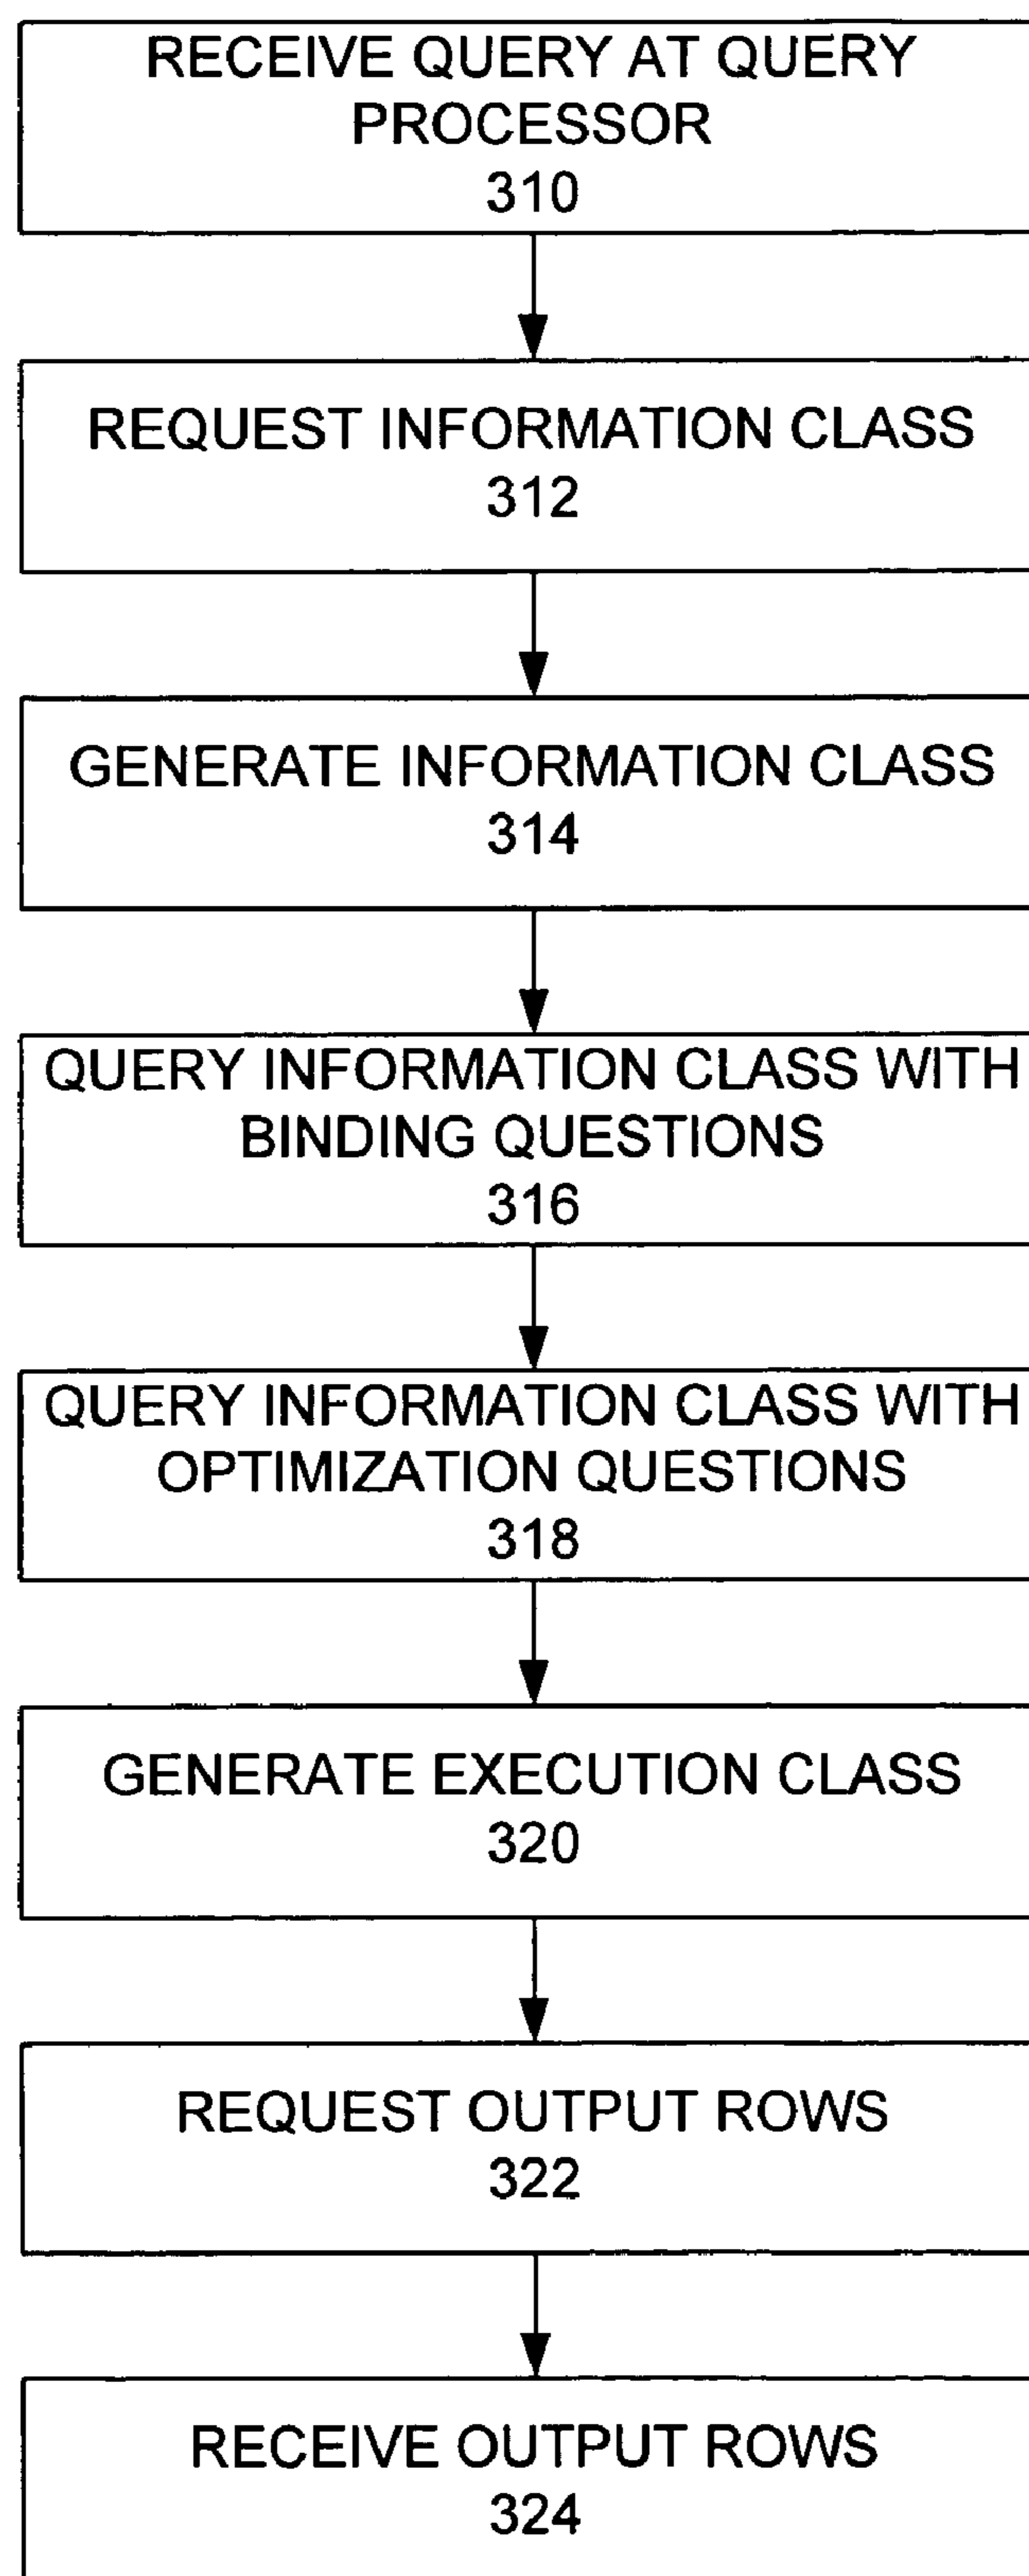 RECEIVE QUERY AT QUERY
PROCESSOR
310
REQUEST INFORMATION CLASS
312
GENERATE INFORMATION CLASS
314
QUERY INFORMATION CLASS WITH
BINDING QUESTIONS
316
QUERY INFORMATION CLASS WITH
OPTIMIZATION QUESTIONS
318
GENERATE EXECUTION CLASS
320
REQUEST OUTPUT ROWS
322
RECEIVE OUTPUT ROWS
324